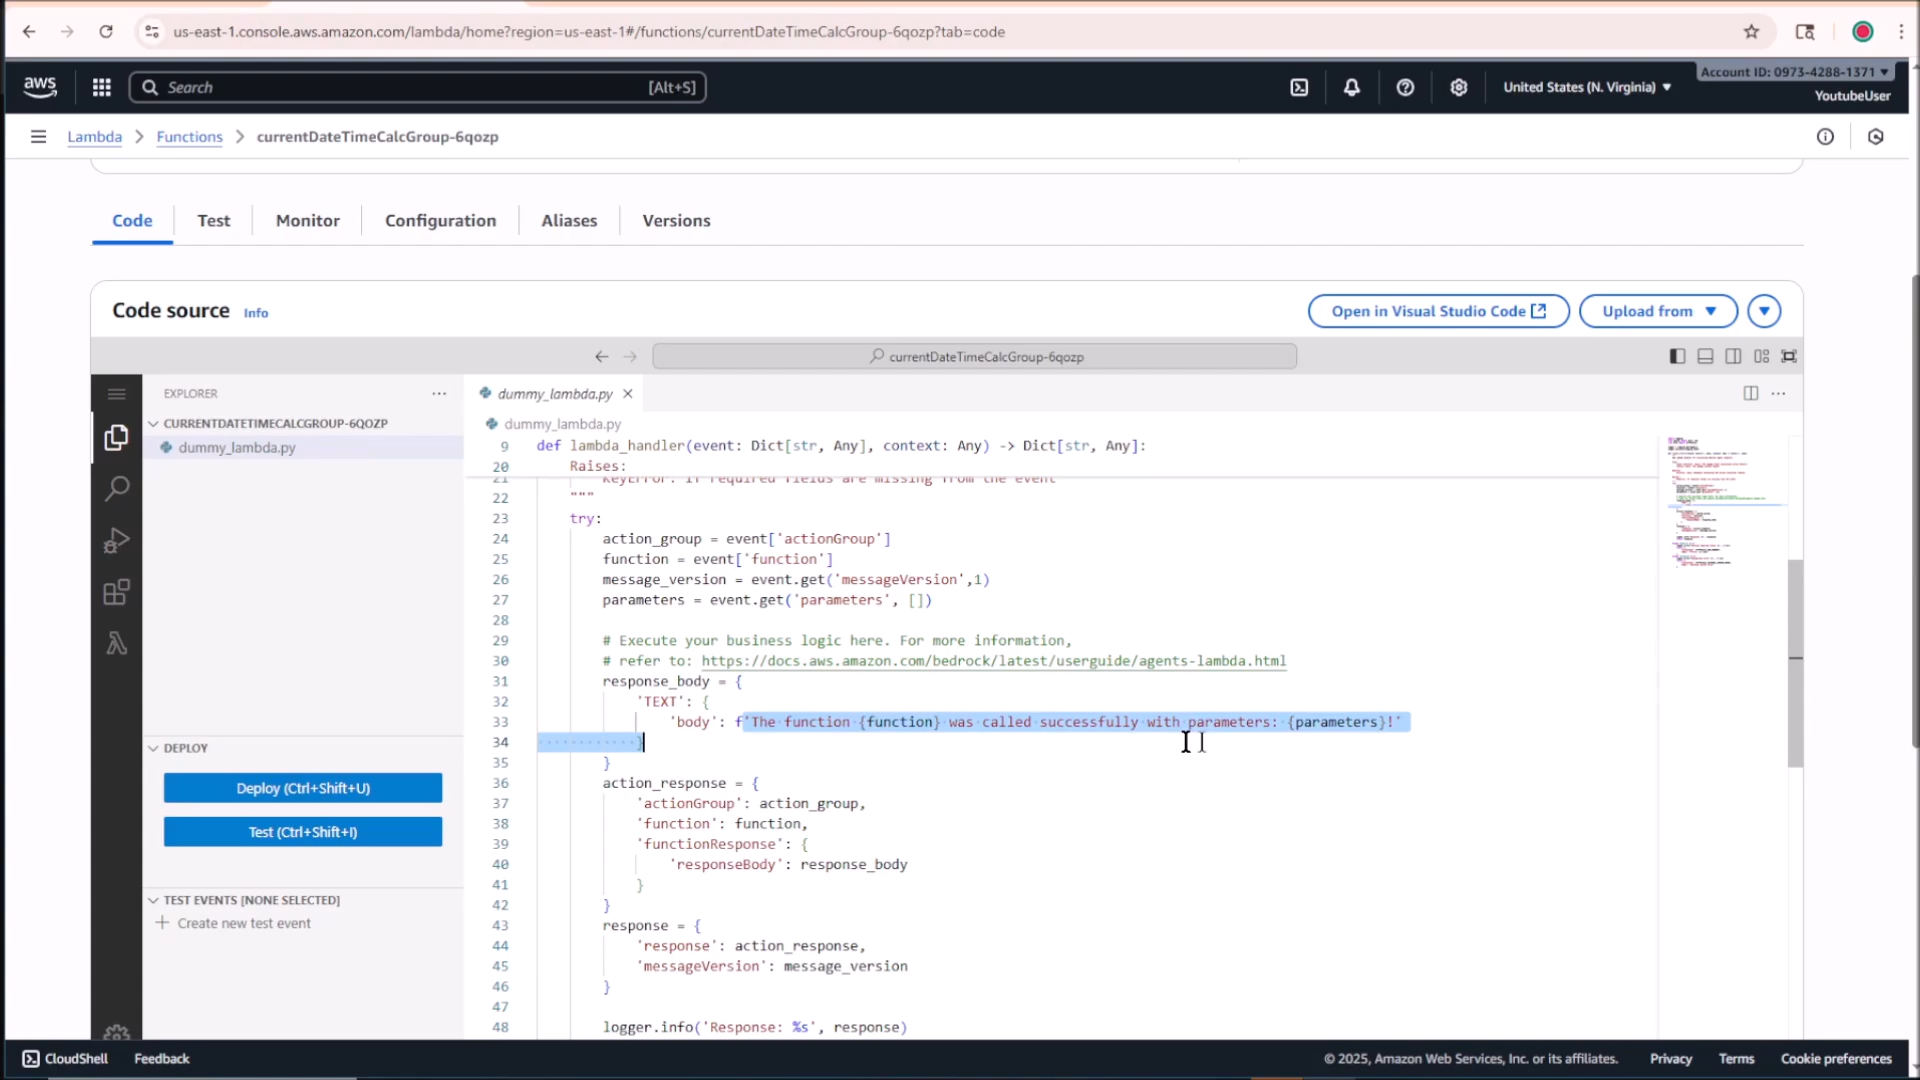 us-east-1.console.aws.amazon.com/lambda/home?region=us-east-1#/functions/currentDateTimeCalcGroup-6qozp?tab=code
aws
Search [Alt+S]
United States (N. Virginia)
Account ID: 0973-4288-1371
YoutubeUser
Lambda
Functions
currentDateTimeCalcGroup-6qozp
Code
Test
Monitor
Configuration
Aliases
Versions
Code source Info
Open in Visual Studio Code
Upload from
currentDateTimeCalcGroup-6qozp
EXPLORER
CURRENTDATETIMECALCGROUP-6QOZP
dummy_lambda.py
DEPLOY
Deploy (Ctrl+Shift+U)
Test (Ctrl+Shift+I)
TEST EVENTS [NONE SELECTED]
Create new test event
dummy_lambda.py
dummy_lambda.py
9 def lambda_handler(event: Dict[str, Any], context: Any) -> Dict[str, Any]:
20 Raises:
21 KeyError: If required fields are missing from the event
22 """
23 try:
24 action_group = event['actionGroup']
25 function = event['function']
26 message_version = event.get('messageVersion',1)
27 parameters = event.get('parameters', [])
28
29 # Execute your business logic here. For more information,
30 # refer to: https://docs.aws.amazon.com/bedrock/latest/userguide/agents-lambda.html
31 response_body = {
32 'TEXT': {
33 'body': f'The function {function} was called successfully with parameters: {parameters}!'
34 }
35 }
36 action_response = {
37 'actionGroup': action_group,
38 'function': function,
39 'functionResponse': {
40 'responseBody': response_body
41 }
42 }
43 response = {
44 'response': action_response,
45 'messageVersion': message_version
46 }
47
48 logger.info('Response: %s', response)
CloudShell
Feedback
© 2025, Amazon Web Services, Inc. or its affiliates.
Privacy
Terms
Cookie preferences